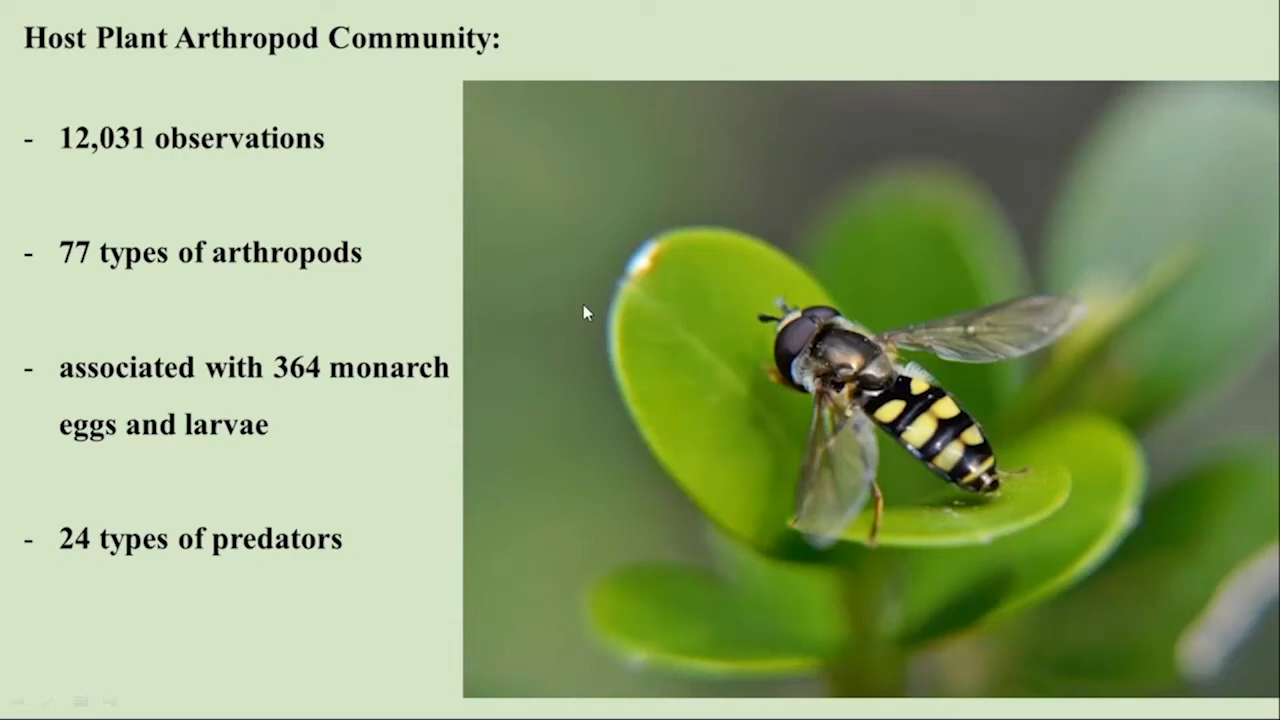 Host Plant Arthropod Community:
- 12,031 observations
- 77 types of arthropods
- associated with 364 monarch
eggs and larvae
- 24 types of predators